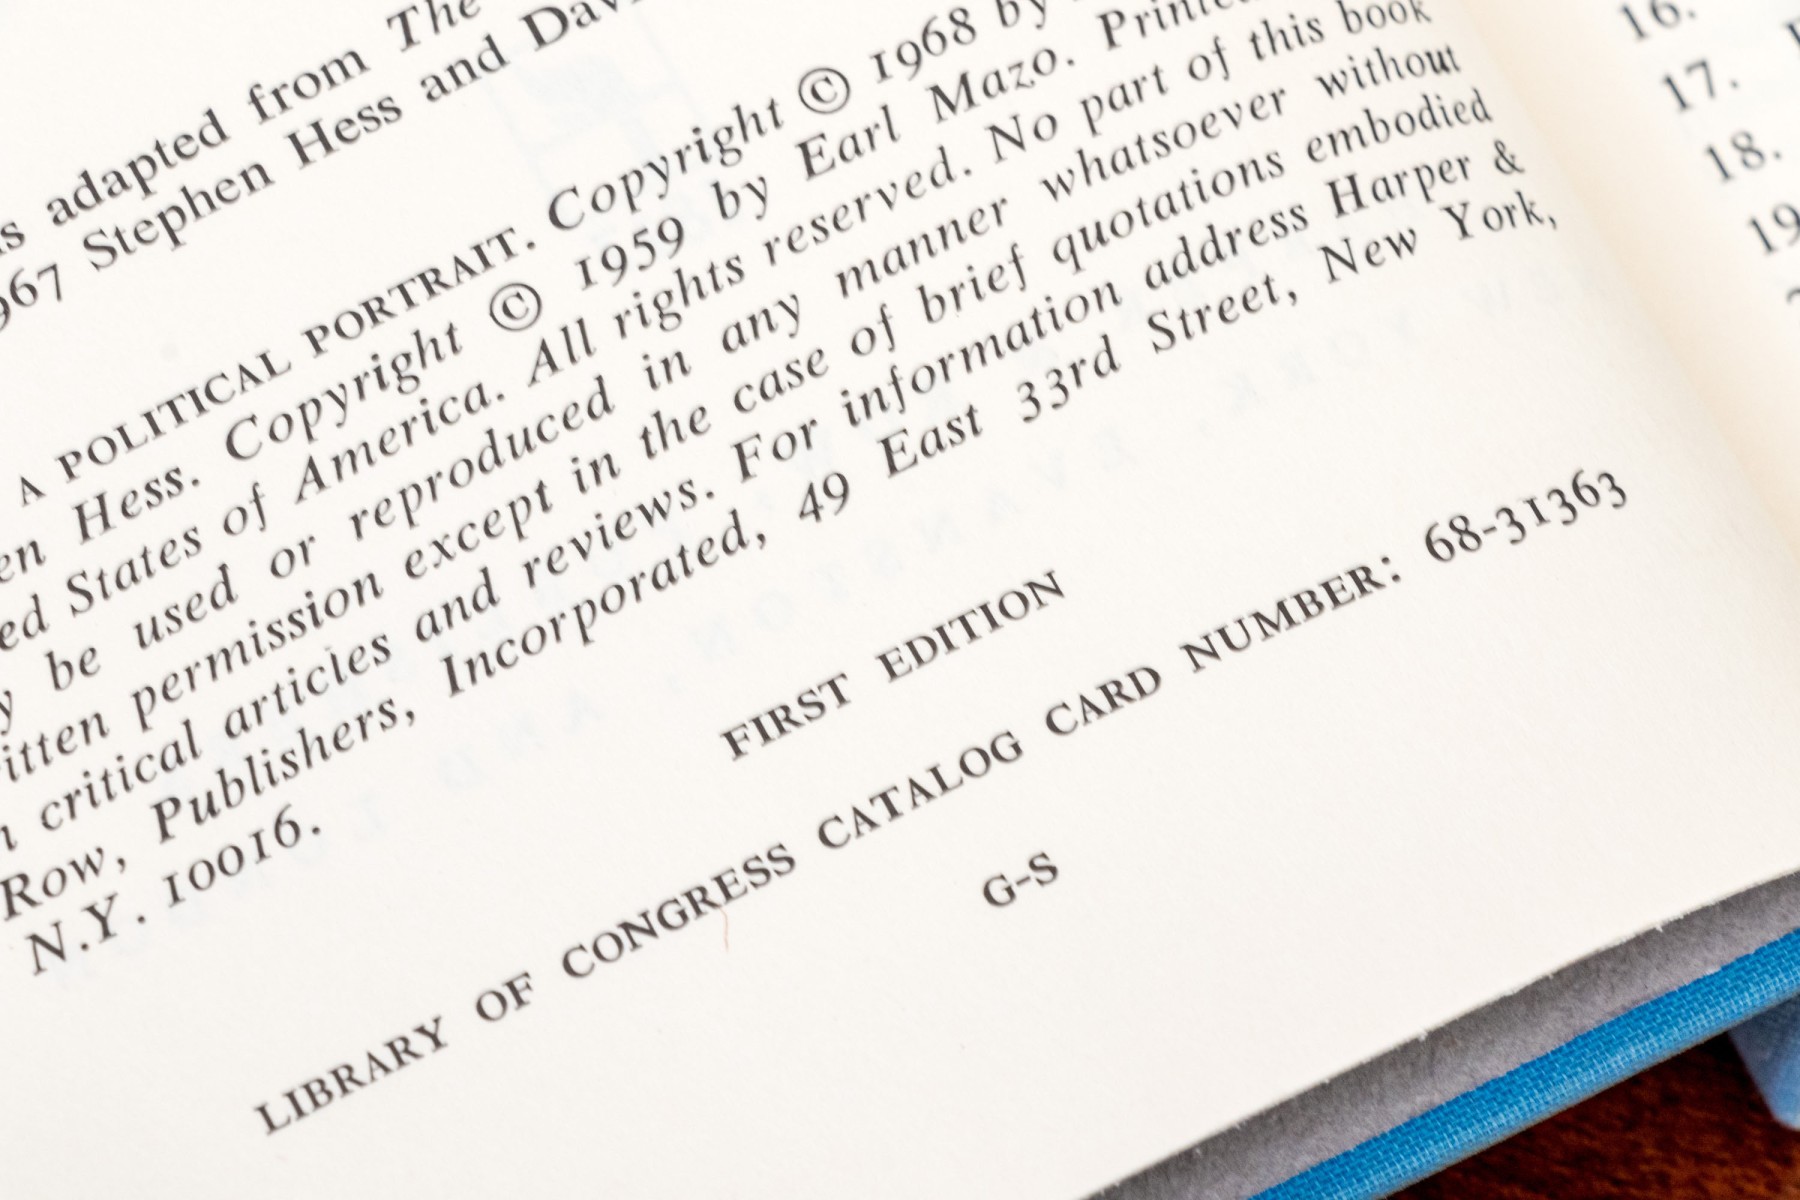 is adapted from The
967 Stephen Hess and Davi
A POLITICAL PORTRAIT. Copyright © 1968 by
en Hess. Copyright © 1959 by Earl Mazo. Printed
ed States of America. All rights reserved. No part of this book
y be used or reproduced in any manner whatsoever without
itten permission except in the case of brief quotations embodied
n critical articles and reviews. For information address Harper &
Row, Publishers, Incorporated, 49 East 33rd Street, New York,
N.Y. 10016.
FIRST EDITION
LIBRARY OF CONGRESS CATALOG CARD NUMBER: 68-31363
G-S
16.
17.
18.
19